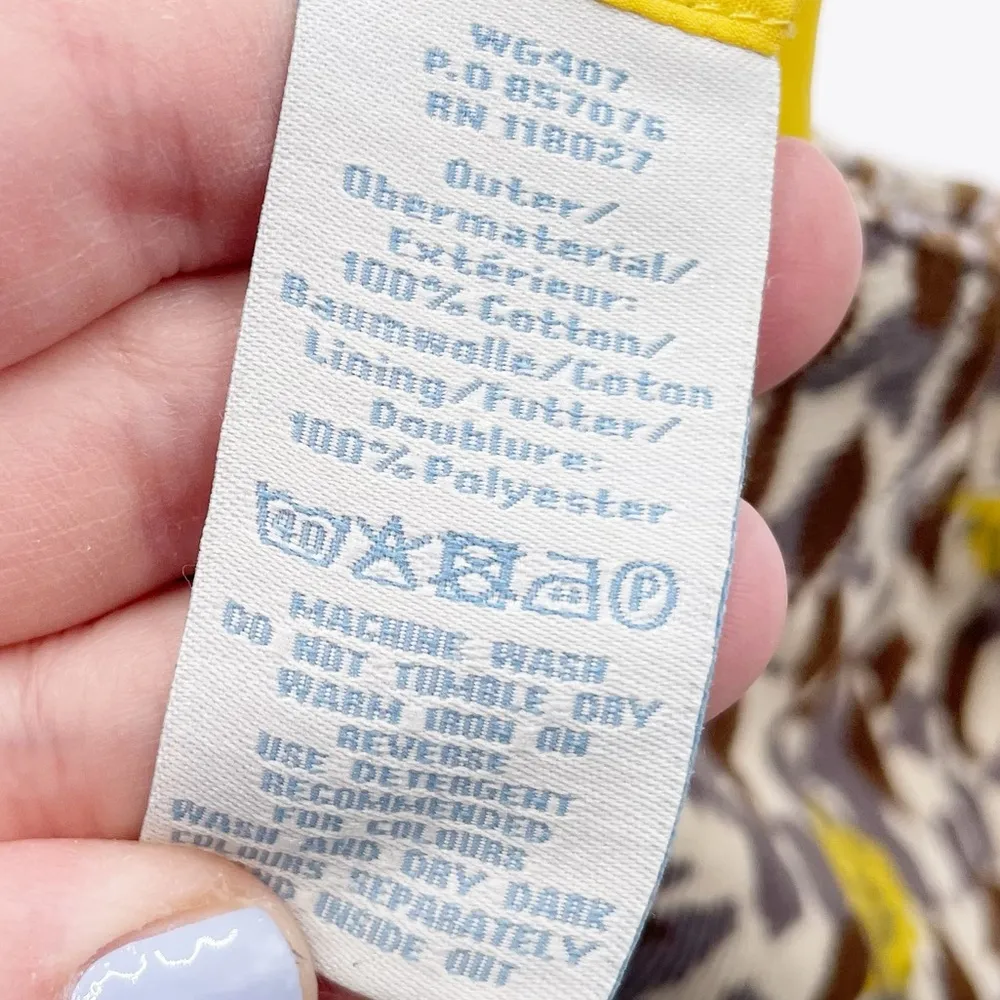 WG407
P.O 857076
RN 118027
Outer/
Obermaterial/
Extérieur:
100% Cotton/
Baumwolle/Coton
Lining/Futter/
Doublure:
100% Polyester
40 P
MACHINE WASH
DO NOT TUMBLE DRY
WARM IRON ON
REVERSE
USE DETERGENT
RECOMMENDED
FOR COLOURS
WASH AND DRY DARK
COLOURS SEPARATELY
AND INSIDE OUT